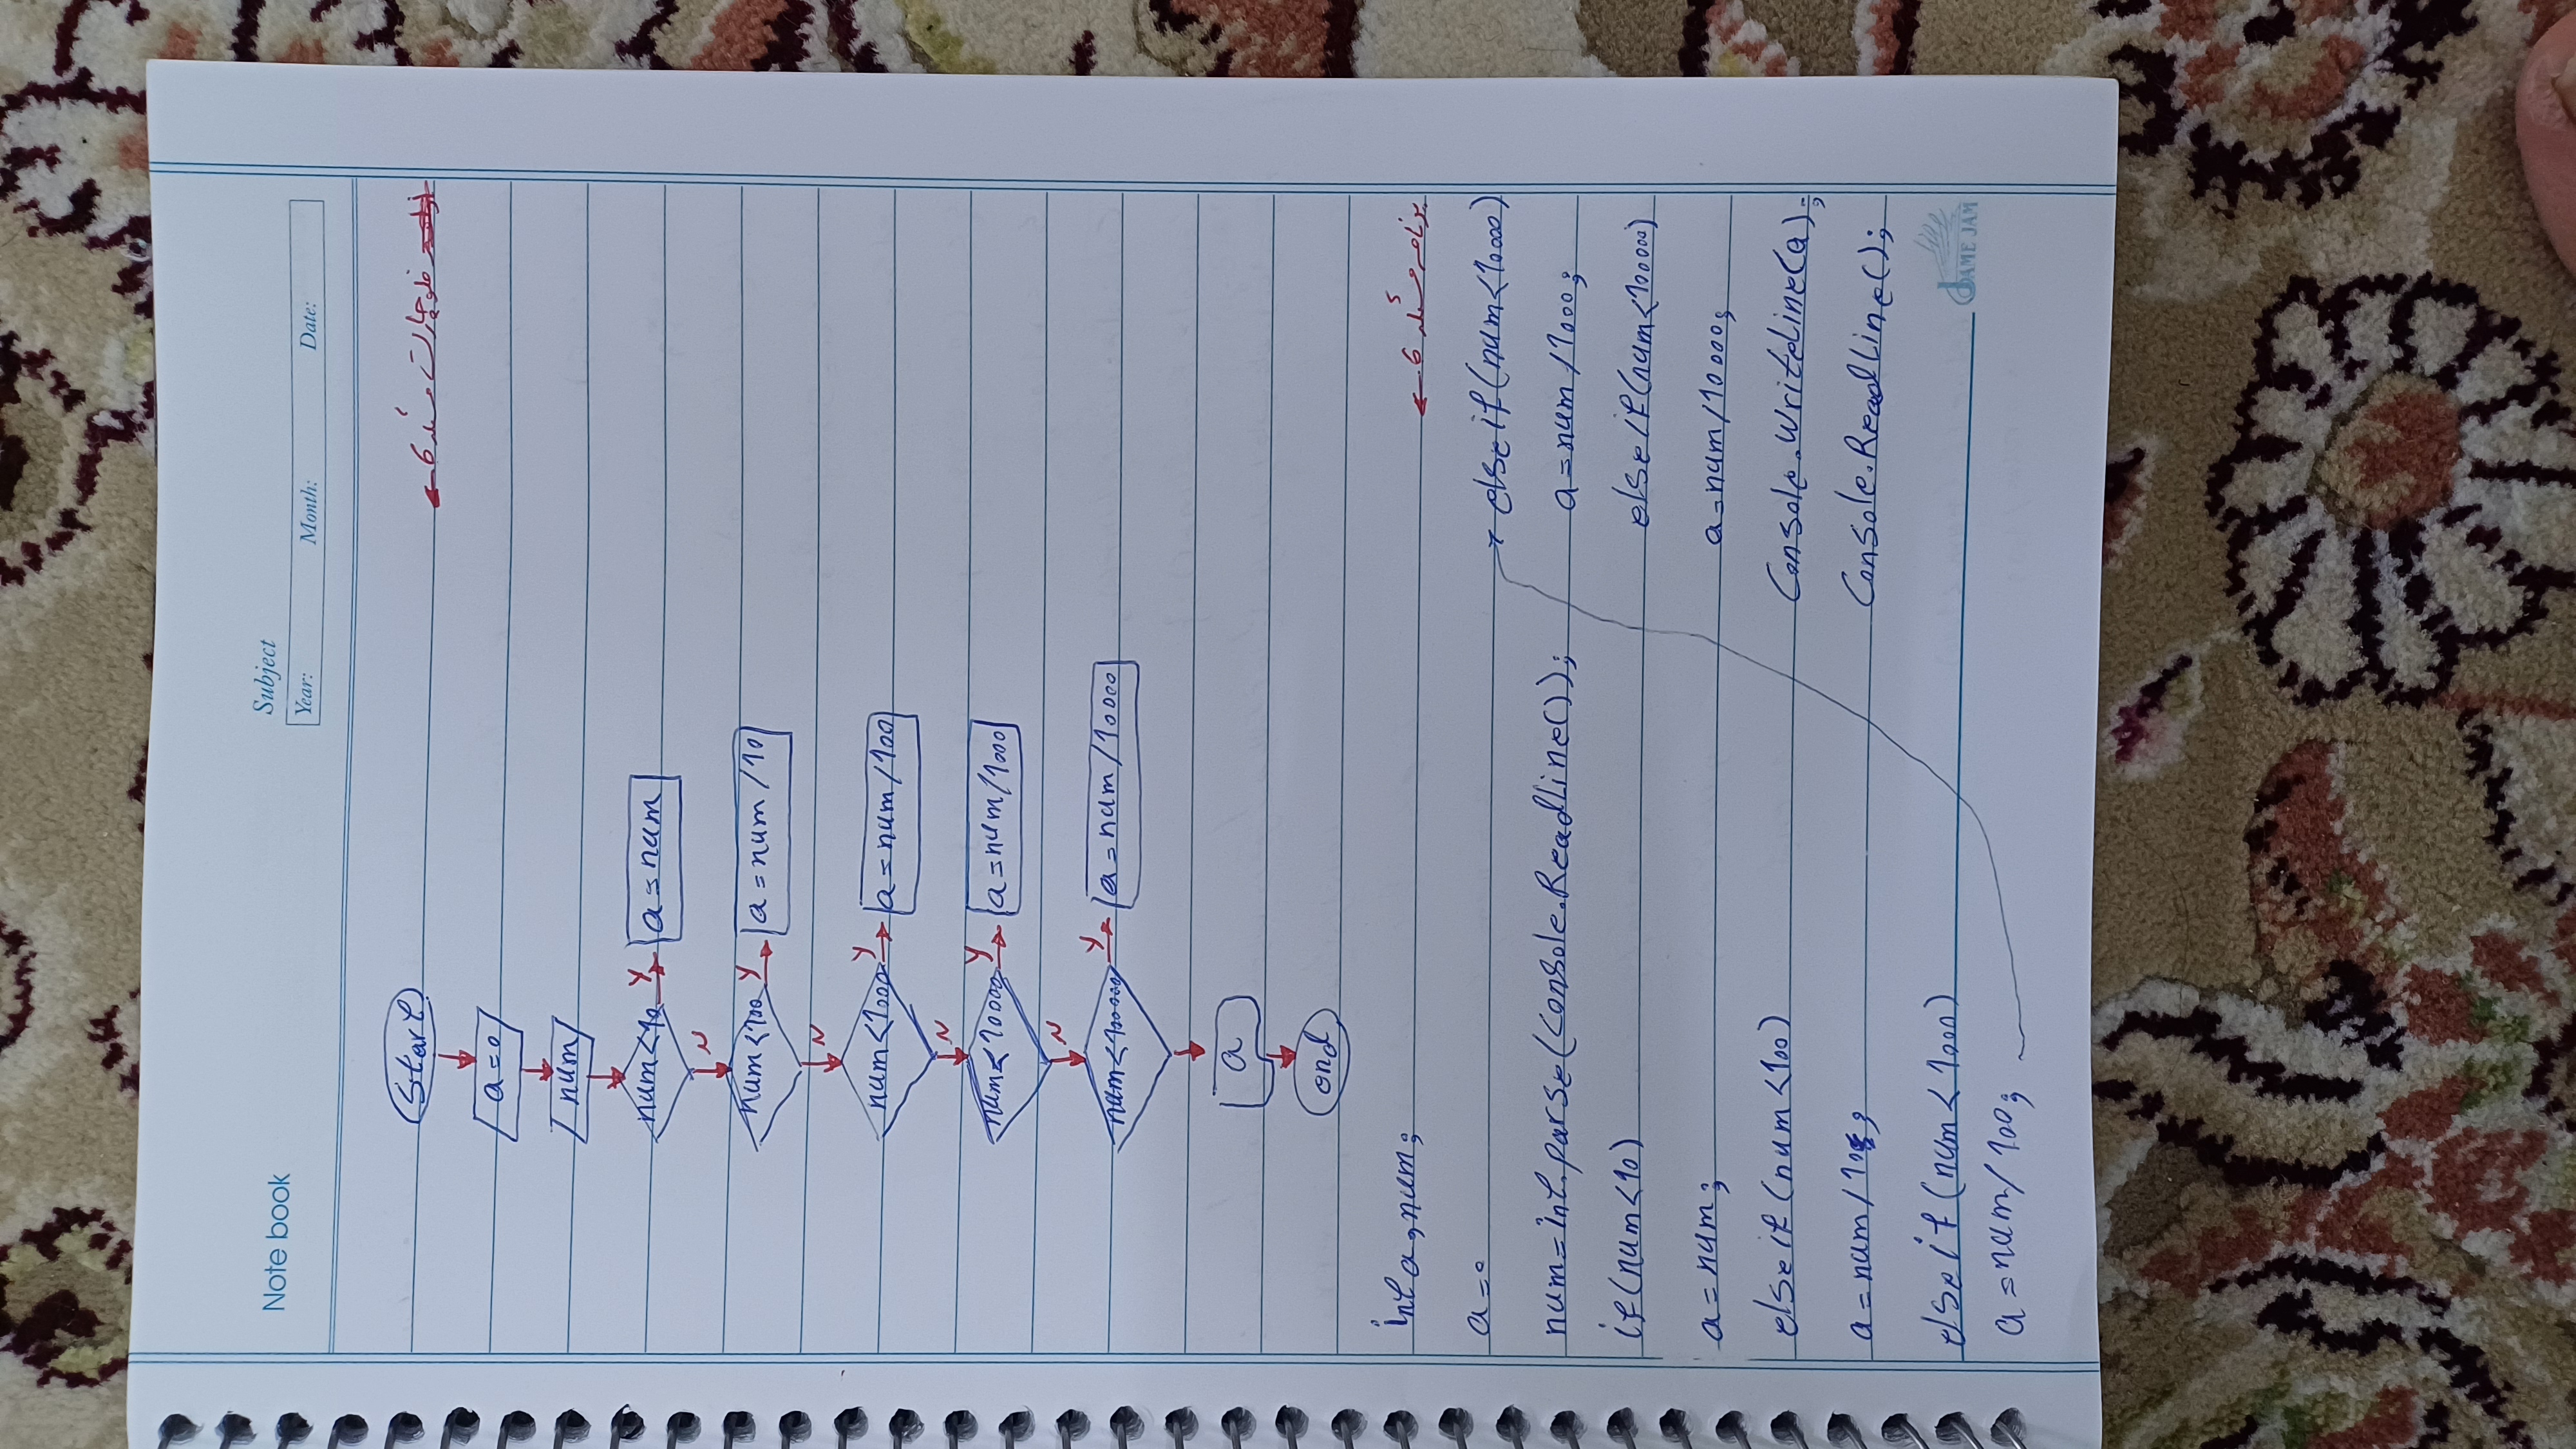 Note book
Subject
Year: Month: Date:
فلوچارت مسئله 6
Start
a=0
num
num<10 Y a=num
N
num<100 Y a=num/10
N
num<1000 Y a=num/100
N
num<10000 Y a=num/1000
N
num<100000 Y a=num/10000
a
end
برنامه مسئله 6
int a,num;
a=0
num=int.parse(Console.ReadLine());
if(num<10)
a=num;
else if(num<100)
a=num/10;
else if(num<1000)
a=num/100;
else if(num<10000)
a=num/1000;
else if(num<100000)
a=num/10000;
Console.WriteLine(a);
Console.ReadLine();
JAME JAM